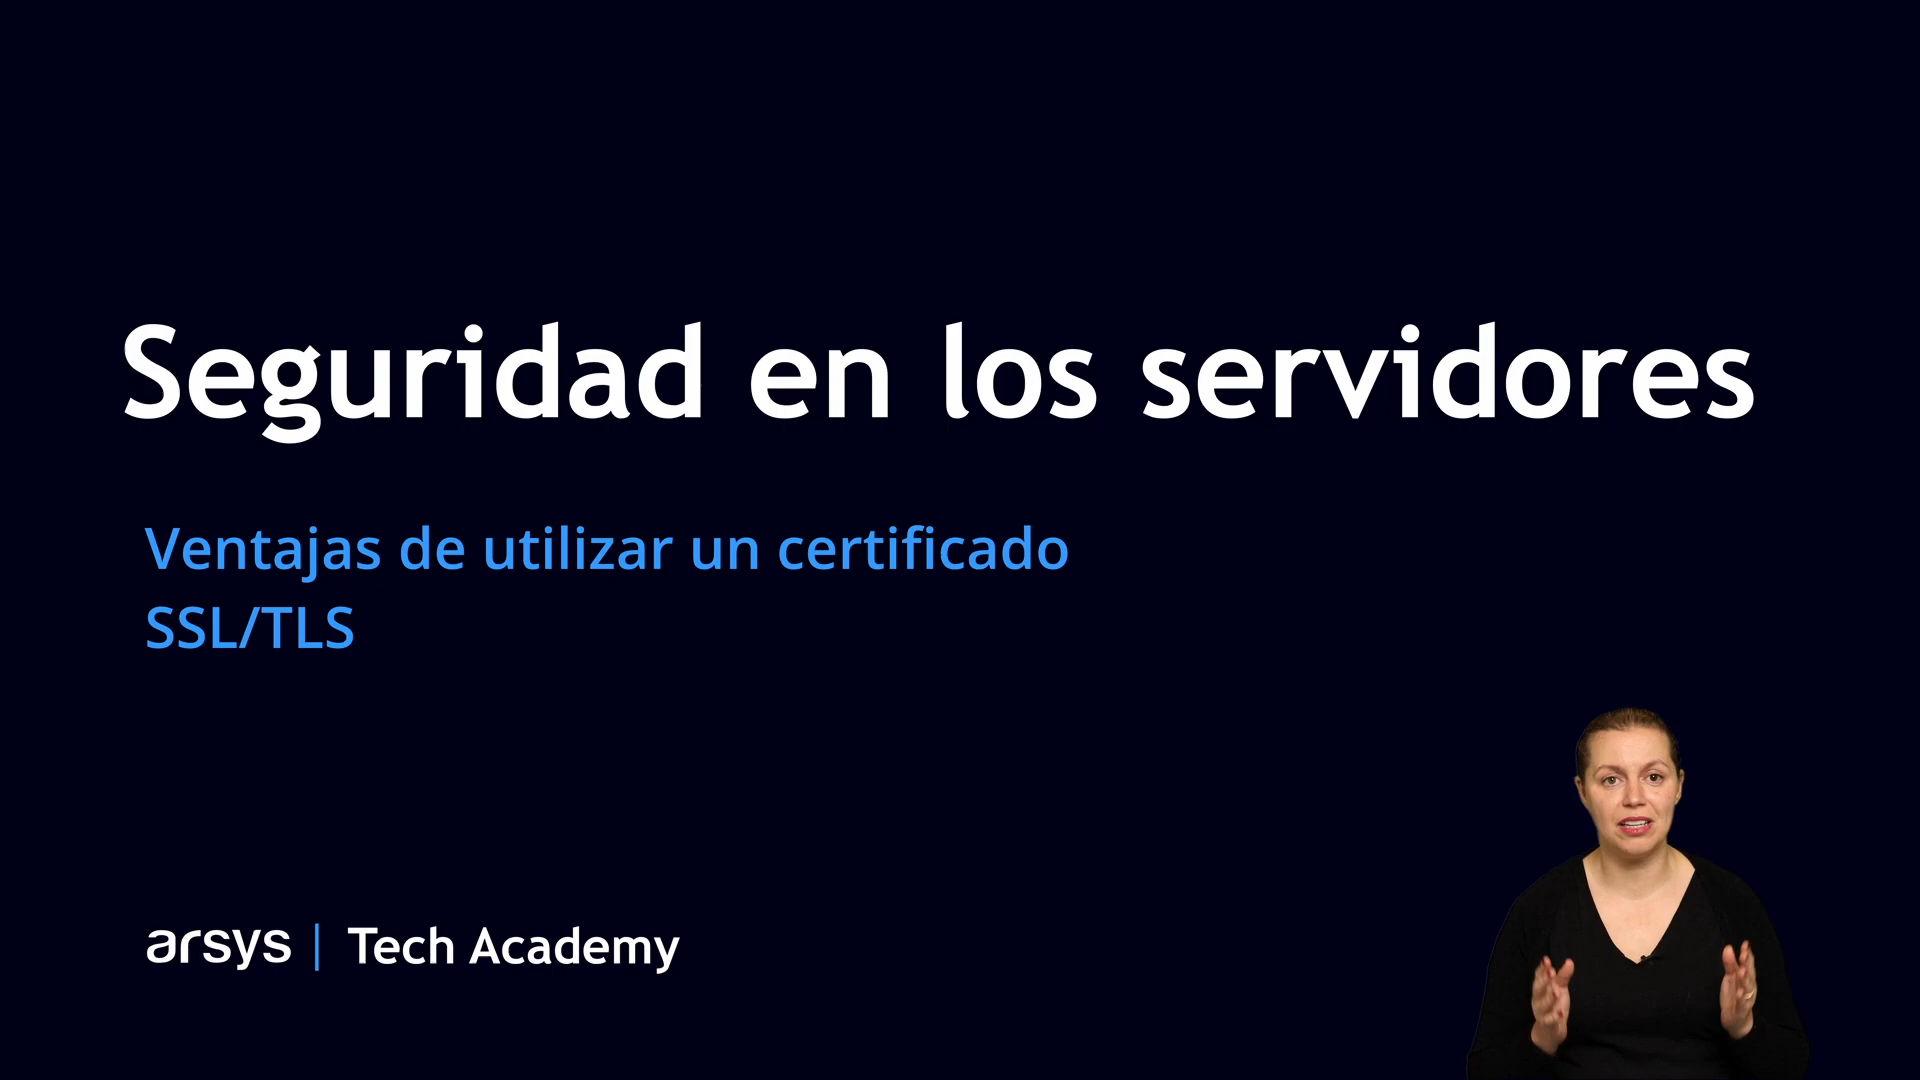 Seguridad en los servidores
Ventajas de utilizar un certificado
SSL/TLS
arsys | Tech Academy